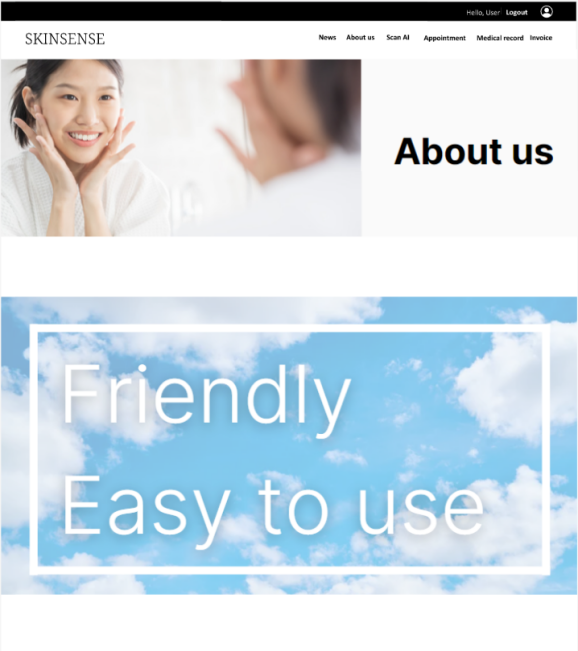 Hello, User Logout
SKINSENSE
News About us Scan AI Appointment Medical record Invoice
About us
Friendly
Easy to use